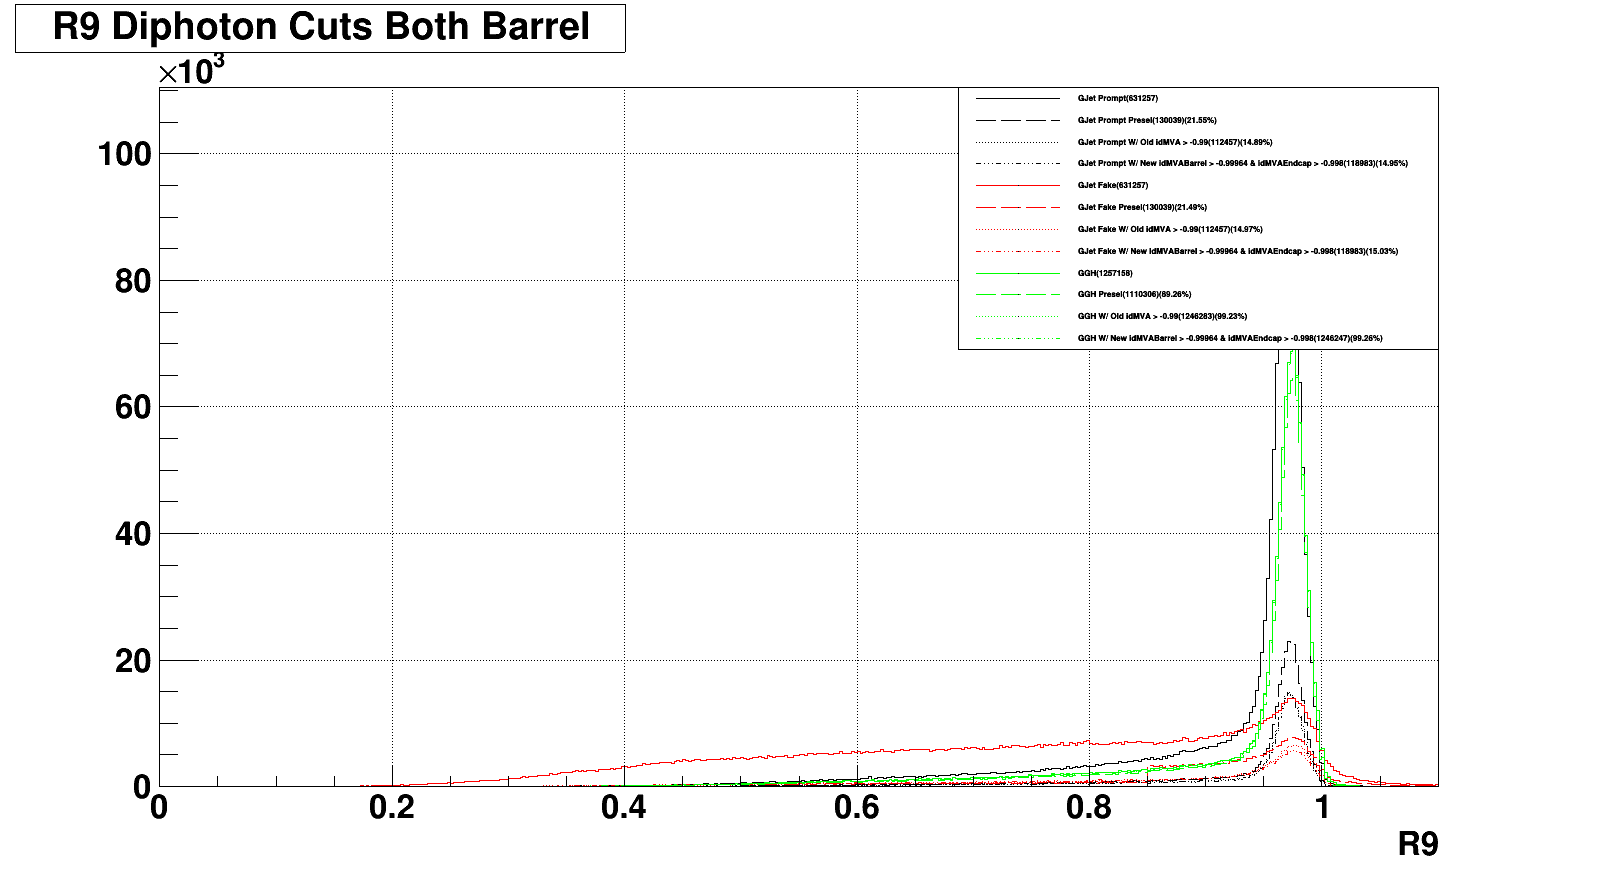 R9 Diphoton Cuts Both Barrel
×10³
GJet Prompt(631257)
GJet Prompt Presel(130039)(21.55%)
GJet Prompt W/ Old idMVA > -0.99(112457)(14.89%)
GJet Prompt W/ New idMVABarrel > -0.99964 & idMVAEndcap > -0.998(118983)(14.95%)
GJet Fake(631257)
GJet Fake Presel(130039)(21.49%)
GJet Fake W/ Old idMVA > -0.99(112457)(14.97%)
GJet Fake W/ New idMVABarrel > -0.99964 & idMVAEndcap > -0.998(118983)(15.03%)
GGH(1257158)
GGH Presel(1110306)(89.26%)
GGH W/ Old idMVA > -0.99(1246283)(99.23%)
GGH W/ New idMVABarrel > -0.99964 & idMVAEndcap > -0.998(1246247)(99.26%)
100
80
60
40
20
0
0 0.2 0.4 0.6 0.8 1
R9